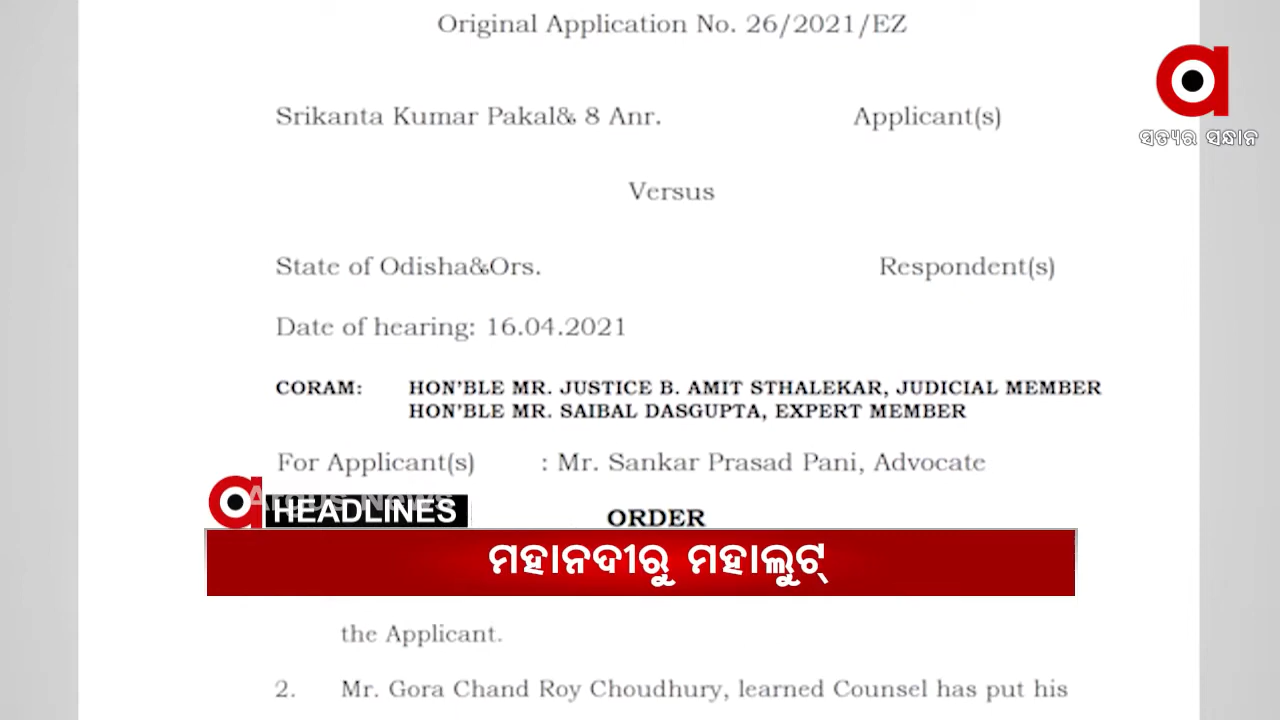 Original Application No. 26/2021/EZ
Srikanta Kumar Pakal& 8 Anr. Applicant(s)
ସତ୍ୟର ସନ୍ଧାନ
Versus
State of Odisha&Ors. Respondent(s)
Date of hearing: 16.04.2021
CORAM: HON'BLE MR. JUSTICE B. AMIT STHALEKAR, JUDICIAL MEMBER
HON'BLE MR. SAIBAL DASGUPTA, EXPERT MEMBER
For Applicant(s) : Mr. Sankar Prasad Pani, Advocate
Argus News
HEADLINES
ORDER
ମହାନଦୀରୁ ମହାଲୁଟ୍
the Applicant.
2. Mr. Gora Chand Roy Choudhury, learned Counsel has put his